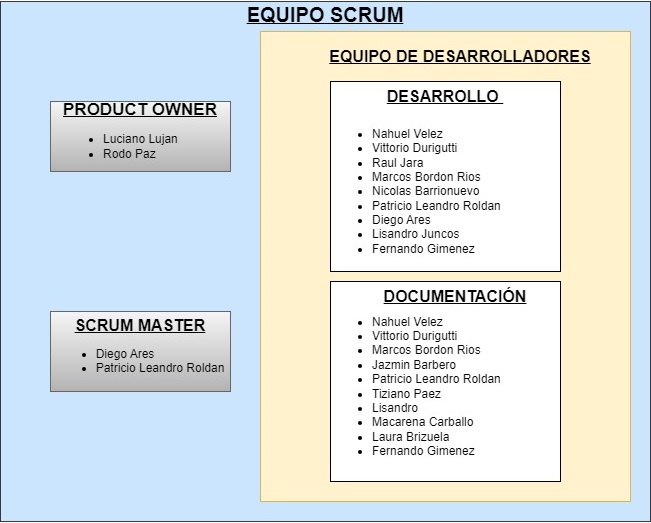 EQUIPO SCRUM
PRODUCT OWNER
Luciano Lujan
Rodo Paz
SCRUM MASTER
Diego Ares
Patricio Leandro Roldan
EQUIPO DE DESARROLLADORES
DESARROLLO
Nahuel Velez
Vittorio Durigutti
Raul Jara
Marcos Bordon Rios
Nicolas Barrionuevo
Patricio Leandro Roldan
Diego Ares
Lisandro Juncos
Fernando Gimenez
DOCUMENTACIÓN
Nahuel Velez
Vittorio Durigutti
Marcos Bordon Rios
Jazmin Barbero
Patricio Leandro Roldan
Tiziano Paez
Lisandro
Macarena Carballo
Laura Brizuela
Fernando Gimenez